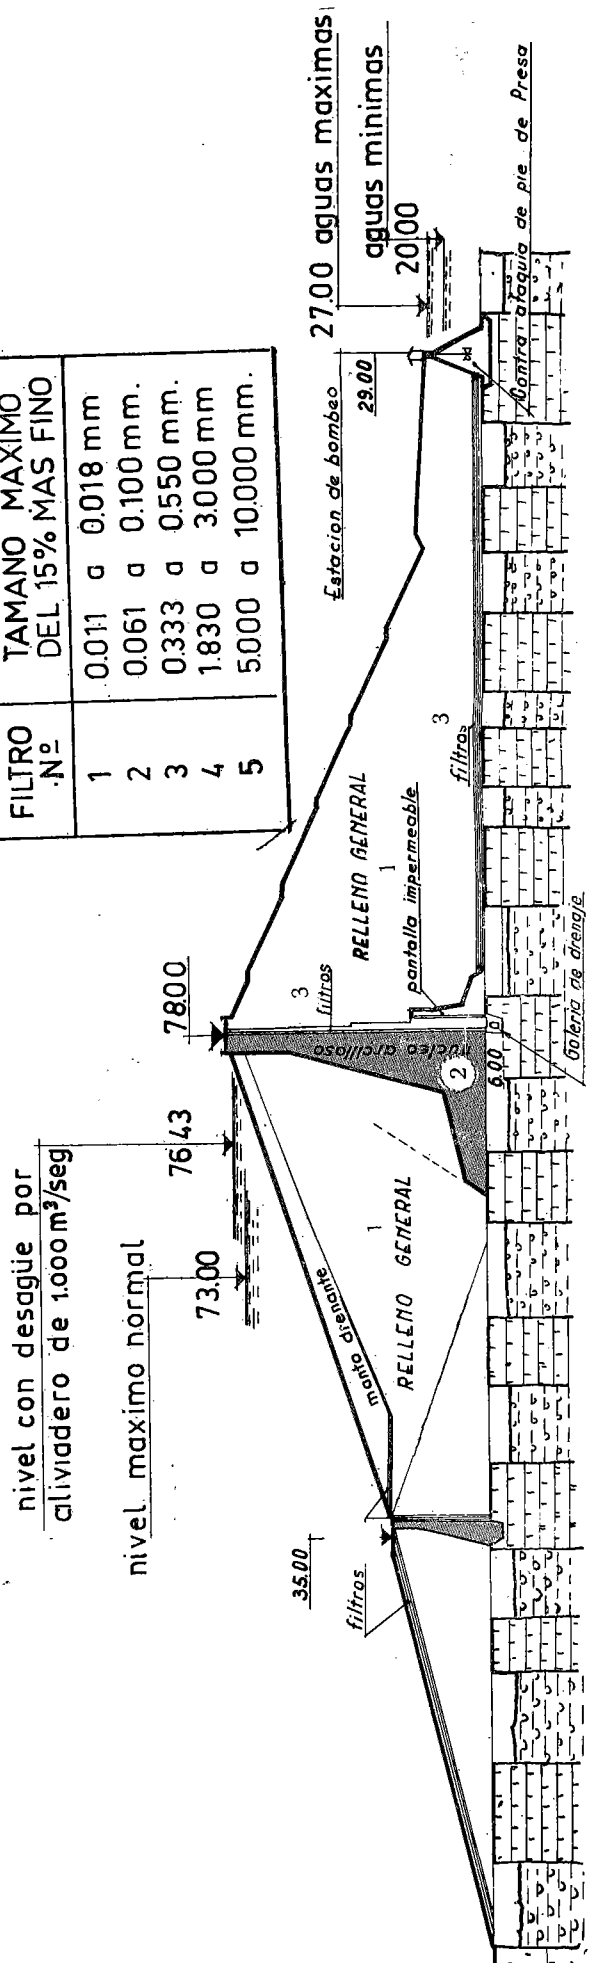 nivel con desagüe por
aliviadero de 1.000 m³/seg
nivel maximo normal
76.43
73.00
78.00
35.00
filtros
manto drenante
RELLENO GENERAL
1
nucleo arcilloso
2
6.00
Galeria de drenaje
3
filtros
RELLENO GENERAL
1
pantalla impermeable
3
filtros
FILTRO
Nº
TAMAÑO MAXIMO
DEL 15% MAS FINO
1 0.011 a 0.018 mm
2 0.061 a 0.100 mm.
3 0.333 a 0.550 mm.
4 1.830 a 3.000 mm
5 5.000 a 10.000 mm.
Estacion de bombeo
29.00
27.00 aguas maximas
aguas minimas
20.00
Contra ataguia de pie de Presa